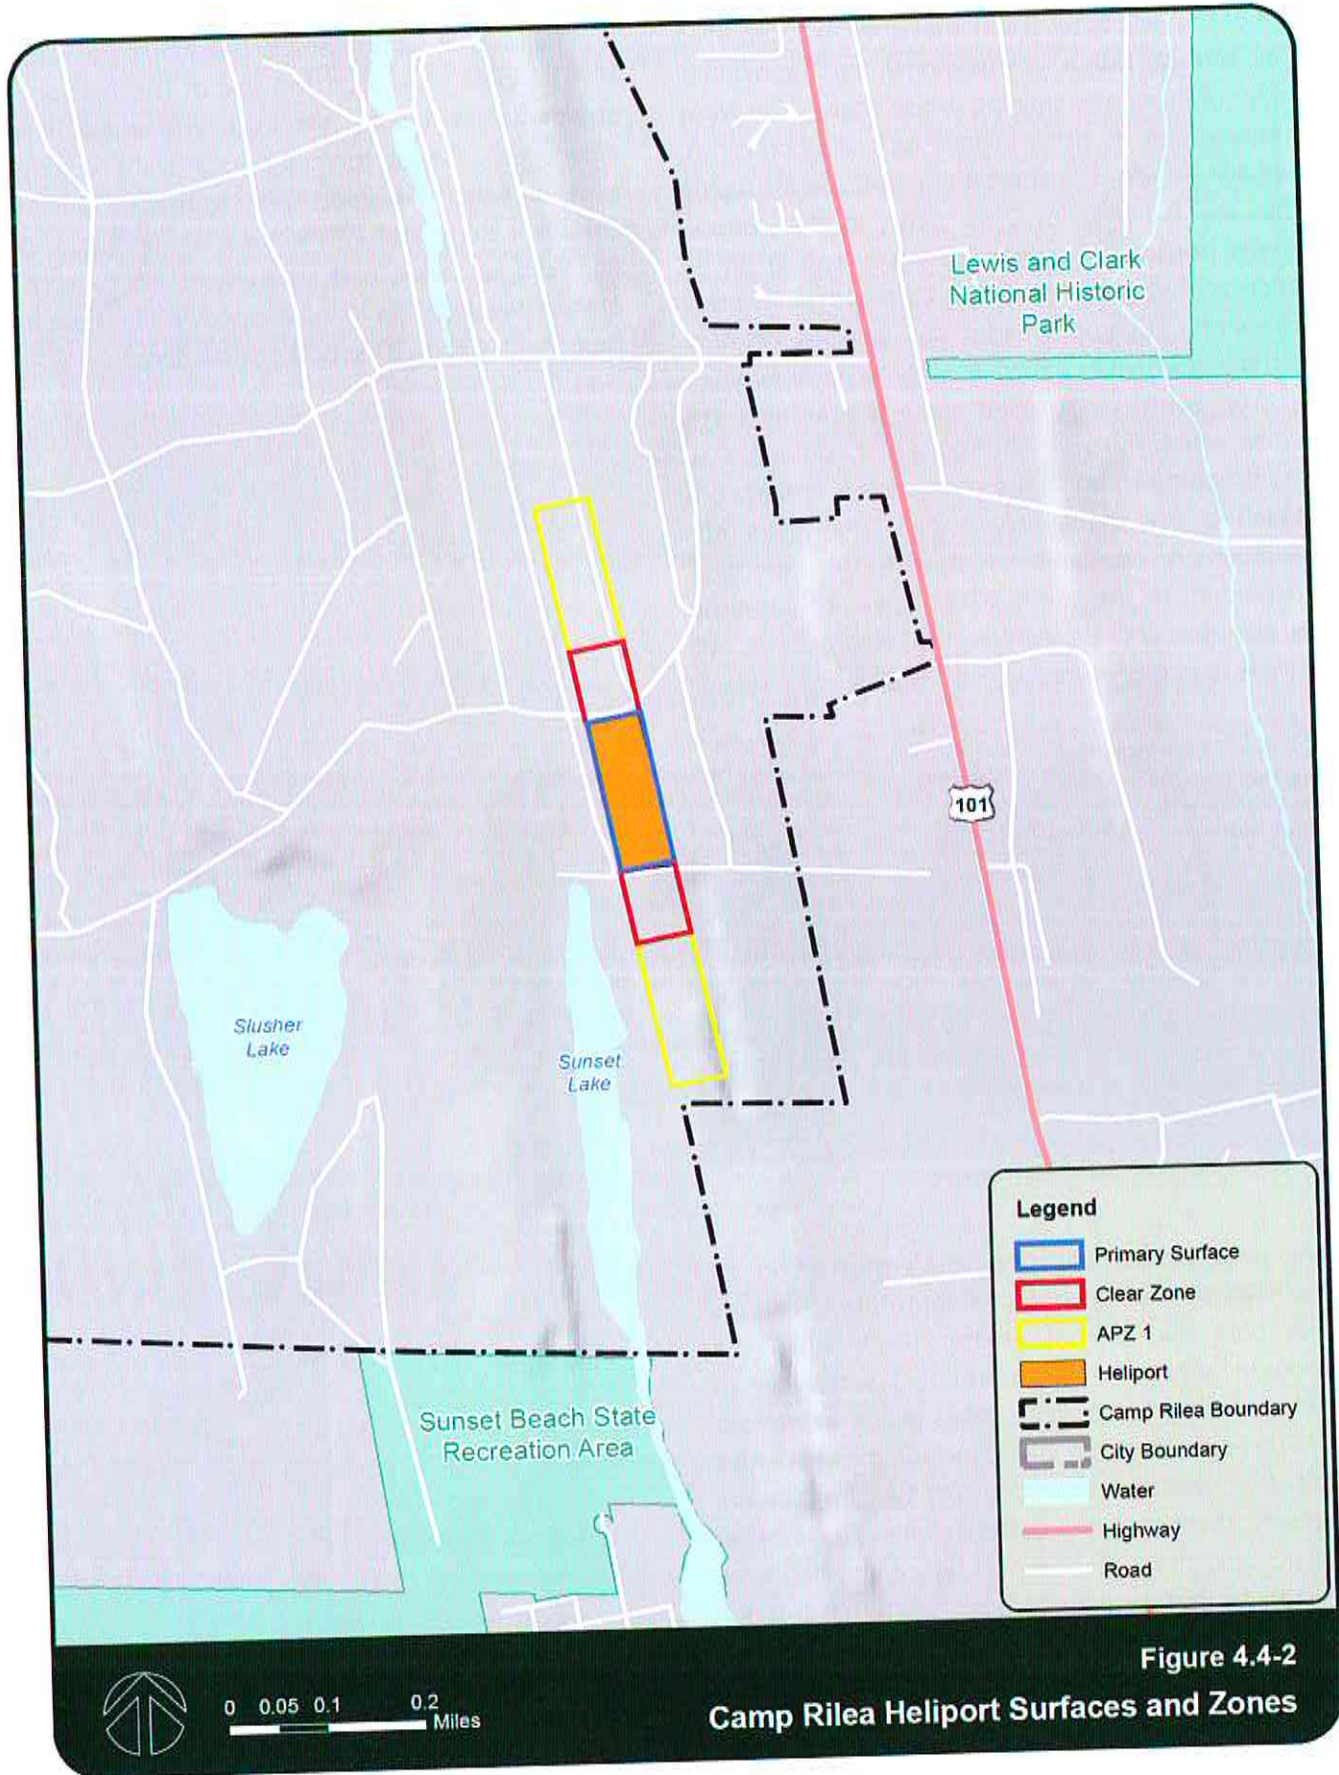 Lewis and Clark
National Historic
Park
101
Slusher
Lake
Sunset
Lake
Sunset Beach State
Recreation Area
Legend
Primary Surface
Clear Zone
APZ 1
Heliport
Camp Rilea Boundary
City Boundary
Water
Highway
Road
0 0.05 0.1 0.2
Miles
Figure 4.4-2
Camp Rilea Heliport Surfaces and Zones